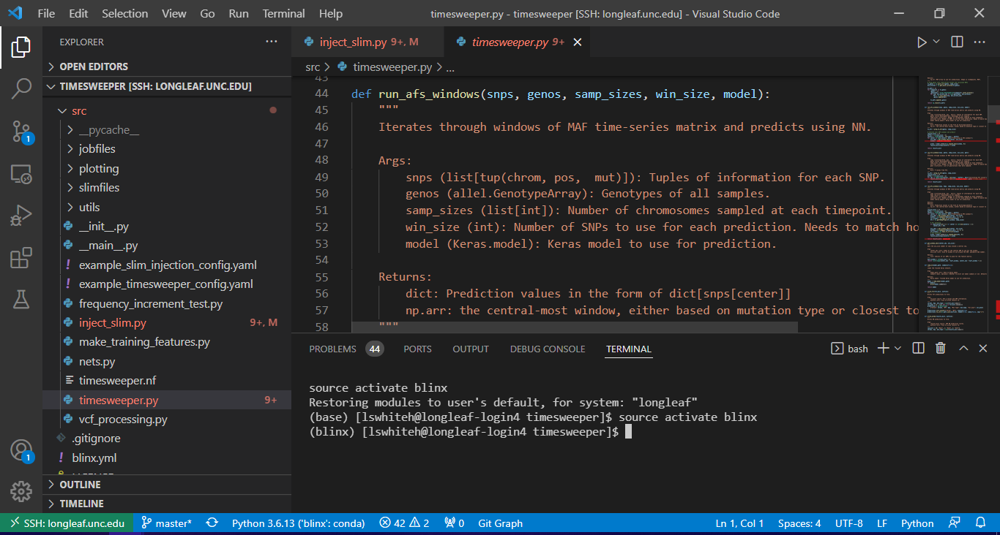 File Edit Selection View Go Run Terminal Help timesweeper.py - timesweeper [SSH: longleaf.unc.edu] - Visual Studio Code
EXPLORER
OPEN EDITORS
TIMESWEEPER [SSH: LONGLEAF.UNC.EDU]
src
__pycache__
jobfiles
plotting
slimfiles
utils
__init__.py
__main__.py
example_slim_injection_config.yaml
example_timesweeper_config.yaml
frequency_increment_test.py
inject_slim.py 9+, M
make_training_features.py
nets.py
timesweeper.nf
timesweeper.py 9+
vcf_processing.py
.gitignore
blinx.yml
OUTLINE
TIMELINE
1
1
inject_slim.py 9+, M timesweeper.py 9+
src > timesweeper.py > ...
43
44 def run_afs_windows(snps, genos, samp_sizes, win_size, model):
45 """
46 Iterates through windows of MAF time-series matrix and predicts using NN.
47
48 Args:
49 snps (list[tup(chrom, pos,  mut)]): Tuples of information for each SNP.
50 genos (allel.GenotypeArray): Genotypes of all samples.
51 samp_sizes (list[int]): Number of chromosomes sampled at each timepoint.
52 win_size (int): Number of SNPs to use for each prediction. Needs to match ho
53 model (Keras.model): Keras model to use for prediction.
54
55 Returns:
56 dict: Prediction values in the form of dict[snps[center]]
57 np.arr: the central-most window, either based on mutation type or closest to
58 """
PROBLEMS 44 PORTS OUTPUT DEBUG CONSOLE TERMINAL bash
source activate blinx
Restoring modules to user's default, for system: "longleaf"
(base) [lswhiteh@longleaf-login4 timesweeper]$ source activate blinx
(blinx) [lswhiteh@longleaf-login4 timesweeper]$
SSH: longleaf.unc.edu master* Python 3.6.13 ('blinx': conda) 42 2 0 Git Graph Ln 1, Col 1 Spaces: 4 UTF-8 LF Python